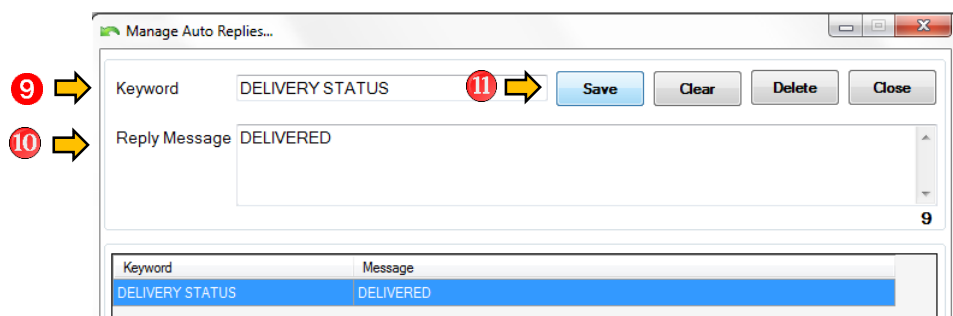 Manage Auto Replies...
9 Keyword DELIVERY STATUS 11 Save Clear Delete Close
10 Reply Message DELIVERED
9
Keyword Message
DELIVERY STATUS DELIVERED